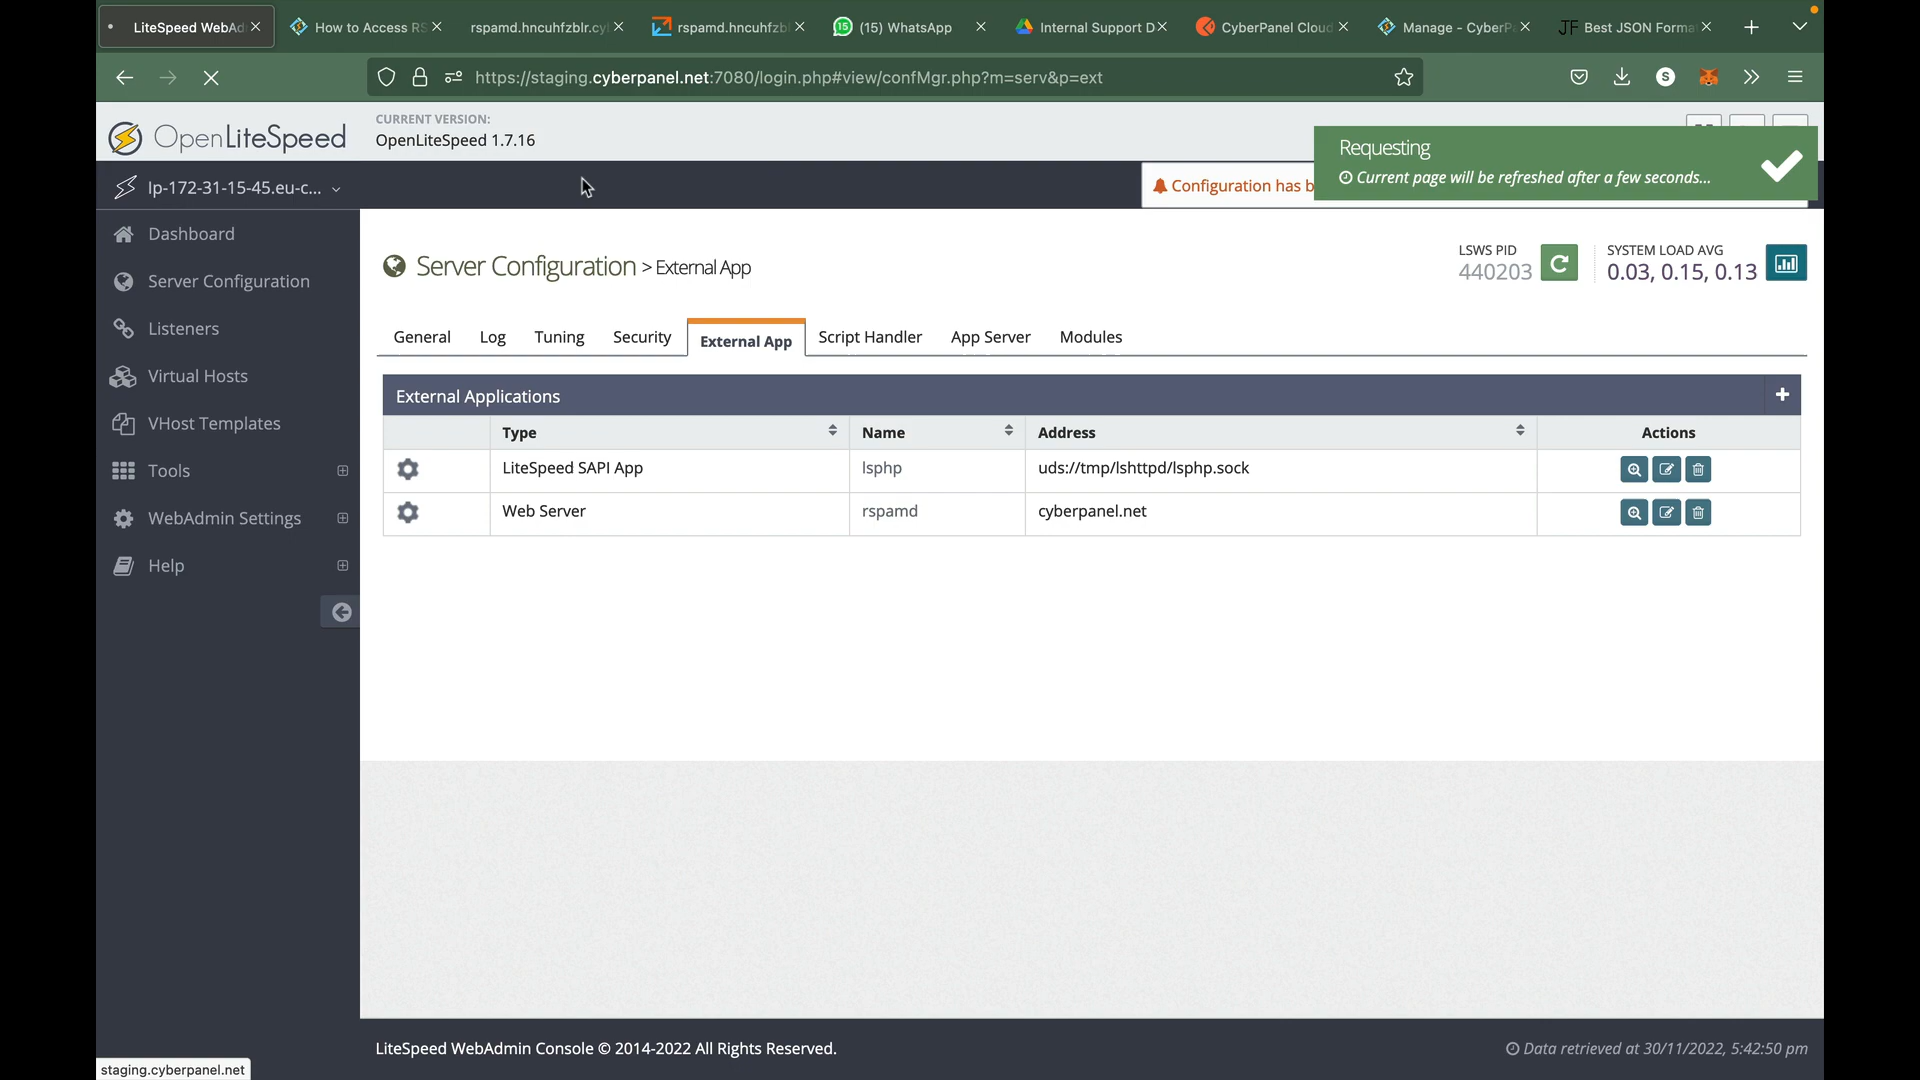 LiteSpeed WebAd
How to Access RS
rspamd.hncuhfzblr.cy
rspamd.hncuhfzbl
15
(15) WhatsApp
Internal Support D
CyberPanel Cloud
Manage - CyberP
JF
Best JSON Forma
https://staging.cyberpanel.net:7080/login.php#view/confMgr.php?m=serv&p=ext
S
OpenLiteSpeed
CURRENT VERSION:
OpenLiteSpeed 1.7.16
Requesting
Current page will be refreshed after a few seconds...
Ip-172-31-15-45.eu-c...
Configuration has b
Dashboard
Server Configuration
Listeners
Virtual Hosts
VHost Templates
Tools
WebAdmin Settings
Help
Server Configuration > External App
LSWS PID
440203
SYSTEM LOAD AVG
0.03, 0.15, 0.13
General
Log
Tuning
Security
External App
Script Handler
App Server
Modules
External Applications
Type Name Address Actions
LiteSpeed SAPI App lsphp uds://tmp/lshttpd/lsphp.sock
Web Server rspamd cyberpanel.net
LiteSpeed WebAdmin Console © 2014-2022 All Rights Reserved.
Data retrieved at 30/11/2022, 5:42:50 pm
staging.cyberpanel.net